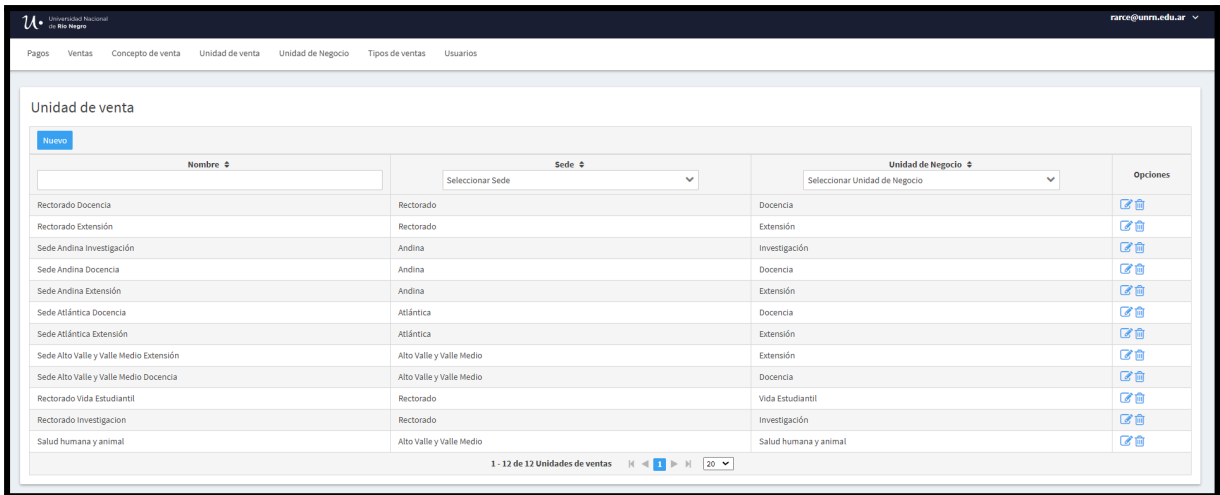 Universidad Nacional
de Río Negro
rarce@unrn.edu.ar
Pagos Ventas Concepto de venta Unidad de venta Unidad de Negocio Tipos de ventas Usuarios
Unidad de venta
Nuevo
Nombre Sede Unidad de Negocio Opciones
Seleccionar Sede Seleccionar Unidad de Negocio
Rectorado Docencia Rectorado Docencia
Rectorado Extensión Rectorado Extensión
Sede Andina Investigación Andina Investigación
Sede Andina Docencia Andina Docencia
Sede Andina Extensión Andina Extensión
Sede Atlántica Docencia Atlántica Docencia
Sede Atlántica Extensión Atlántica Extensión
Sede Alto Valle y Valle Medio Extensión Alto Valle y Valle Medio Extensión
Sede Alto Valle y Valle Medio Docencia Alto Valle y Valle Medio Docencia
Rectorado Vida Estudiantil Rectorado Vida Estudiantil
Rectorado Investigacion Rectorado Investigación
Salud humana y animal Alto Valle y Valle Medio Salud humana y animal
1 - 12 de 12 Unidades de ventas 1 20